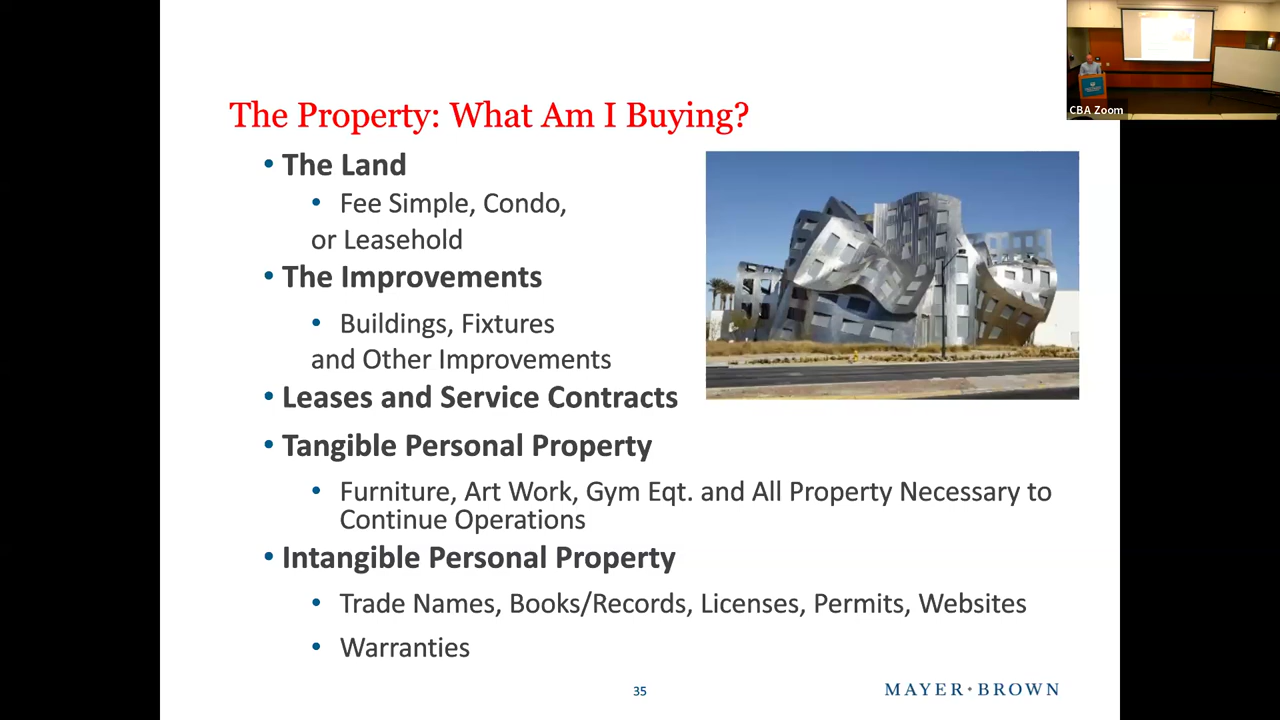 The Property: What Am I Buying?
• The Land
• Fee Simple, Condo,
or Leasehold
• The Improvements
• Buildings, Fixtures
and Other Improvements
• Leases and Service Contracts
• Tangible Personal Property
• Furniture, Art Work, Gym Eqt. and All Property Necessary to
Continue Operations
• Intangible Personal Property
• Trade Names, Books/Records, Licenses, Permits, Websites
• Warranties
35
MAYER•BROWN
CBA Zoom